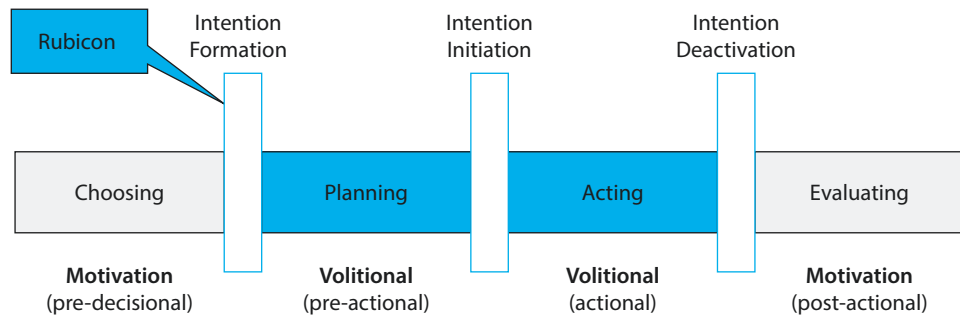 Rubicon
Intention
Formation
Intention
Initiation
Intention
Deactivation
Choosing
Planning
Acting
Evaluating
Motivation
(pre-decisional)
Volitional
(pre-actional)
Volitional
(actional)
Motivation
(post-actional)